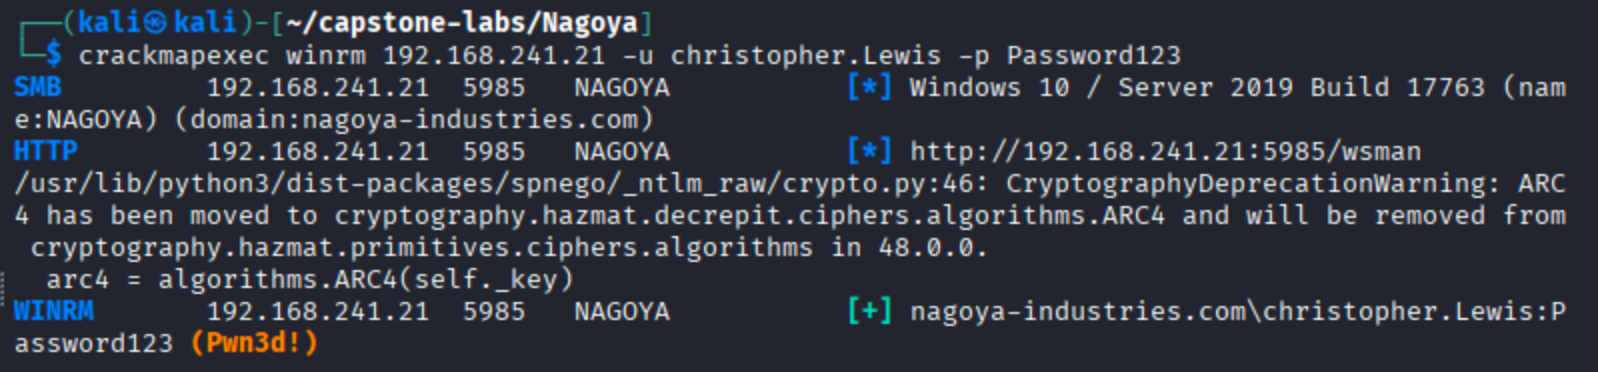 ┌──(kali㉿kali)-[~/capstone-labs/Nagoya]
└─$ crackmapexec winrm 192.168.241.21 -u christopher.Lewis -p Password123
SMB         192.168.241.21  5985   NAGOYA           [*] Windows 10 / Server 2019 Build 17763 (nam
e:NAGOYA) (domain:nagoya-industries.com)
HTTP        192.168.241.21  5985   NAGOYA           [*] http://192.168.241.21:5985/wsman
/usr/lib/python3/dist-packages/spnego/_ntlm_raw/crypto.py:46: CryptographyDeprecationWarning: ARC
4 has been moved to cryptography.hazmat.decrepit.ciphers.algorithms.ARC4 and will be removed from
 cryptography.hazmat.primitives.ciphers.algorithms in 48.0.0.
  arc4 = algorithms.ARC4(self._key)
WINRM       192.168.241.21  5985   NAGOYA           [+] nagoya-industries.com\christopher.Lewis:P
assword123 (Pwn3d!)